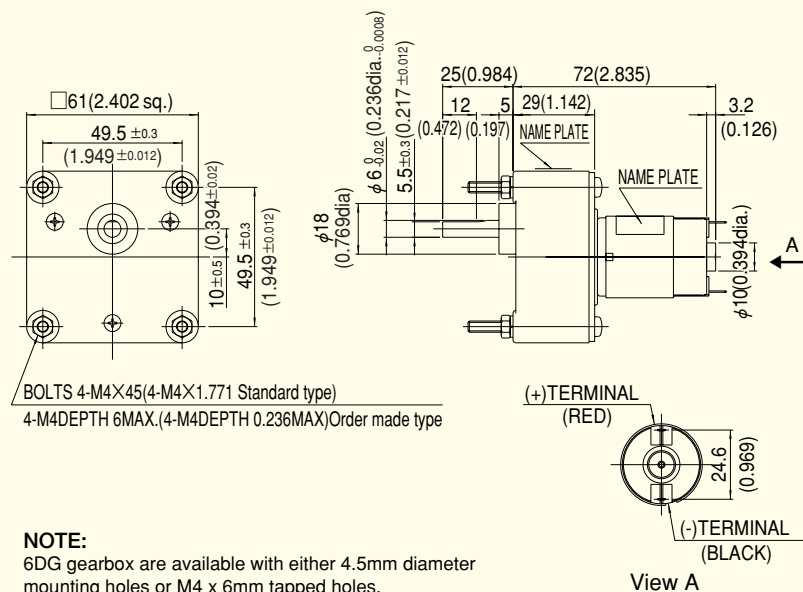 □61(2.402 sq.)
49.5 ±0.3
(1.949 ±0.012)
10 ±0.5 (0.394 ±0.02)
49.5 ±0.3
(1.949 ±0.012)
BOLTS 4-M4X45(4-M4X1.771 Standard type)
4-M4DEPTH 6MAX.(4-M4DEPTH 0.236MAX)Order made type
25(0.984)
72(2.835)
12
(0.472)
5
(0.197)
29(1.142)
3.2
(0.126)
φ6 0 -0.02 (0.236dia. 0 -0.0008)
5.5 ±0.3 (0.217 ±0.012)
φ18
(0.769dia)
NAME PLATE
NAME PLATE
φ10(0.394dia.)
A
(+)TERMINAL
(RED)
24.6
(0.969)
(-)TERMINAL
(BLACK)
View A
NOTE:
6DG gearbox are available with either 4.5mm diameter
mounting holes or M4 x 6mm tapped holes.